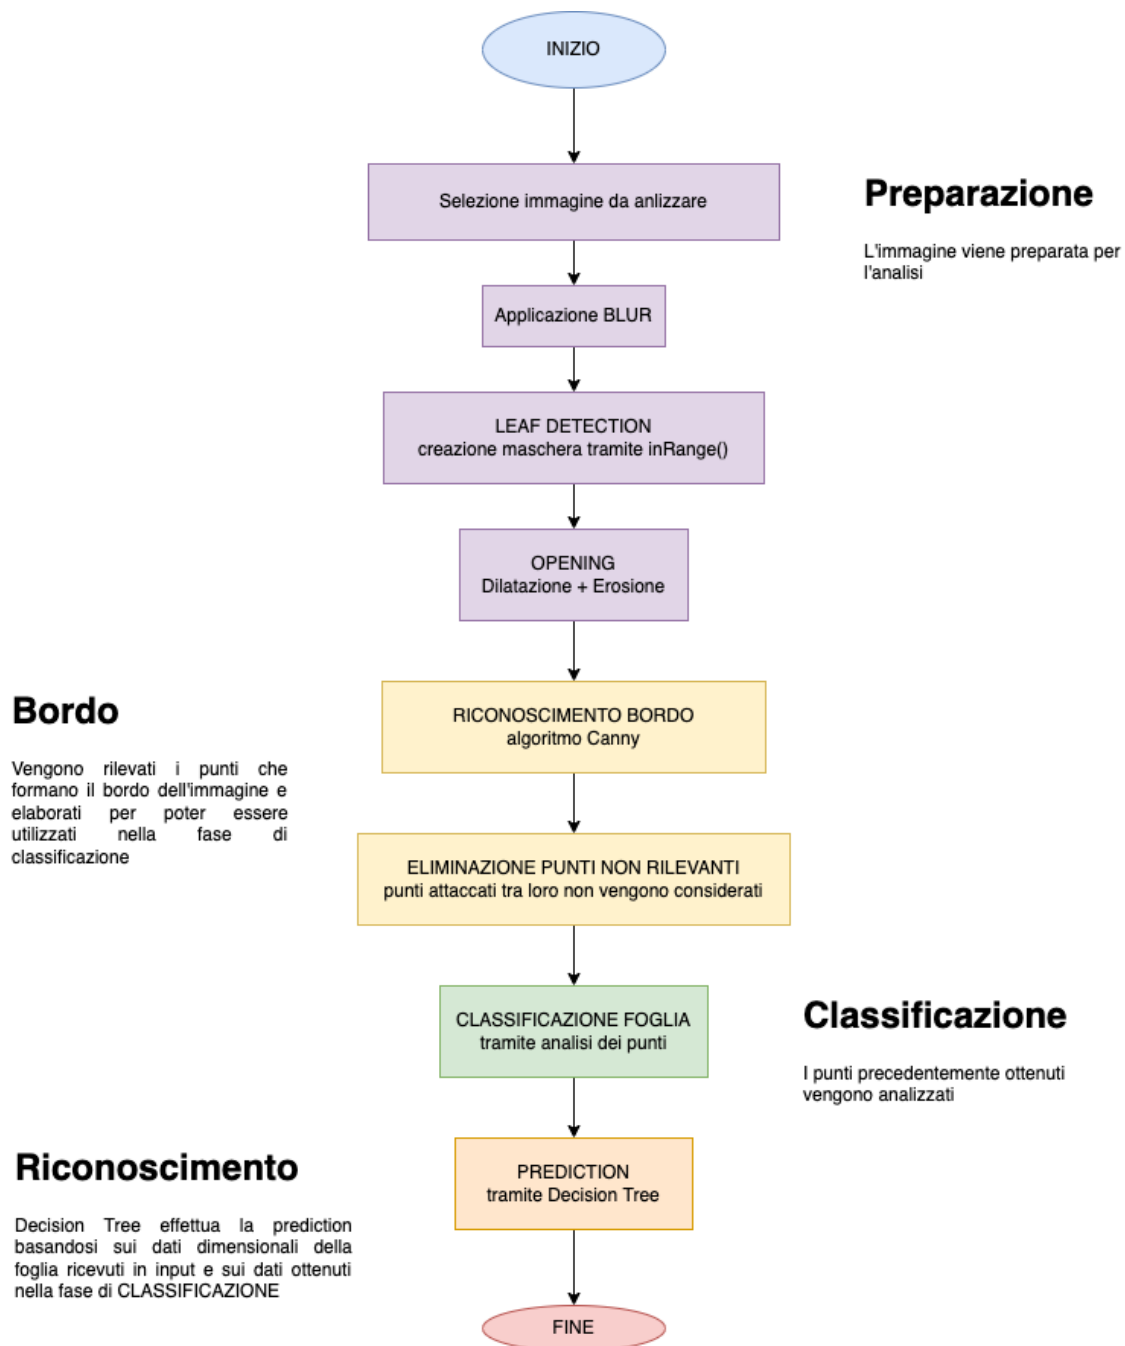 INIZIO
Selezione immagine da anlizzare
Preparazione
L'immagine viene preparata per
l'analisi
Applicazione BLUR
LEAF DETECTION
creazione maschera tramite inRange()
OPENING
Dilatazione + Erosione
Bordo
Vengono rilevati i punti che
formano il bordo dell'immagine e
elaborati per poter essere
utilizzati nella fase di
classificazione
RICONOSCIMENTO BORDO
algoritmo Canny
ELIMINAZIONE PUNTI NON RILEVANTI
punti attaccati tra loro non vengono considerati
CLASSIFICAZIONE FOGLIA
tramite analisi dei punti
Classificazione
I punti precedentemente ottenuti
vengono analizzati
Riconoscimento
Decision Tree effettua la prediction
basandosi sui dati dimensionali della
foglia ricevuti in input e sui dati ottenuti
nella fase di CLASSIFICAZIONE
PREDICTION
tramite Decision Tree
FINE